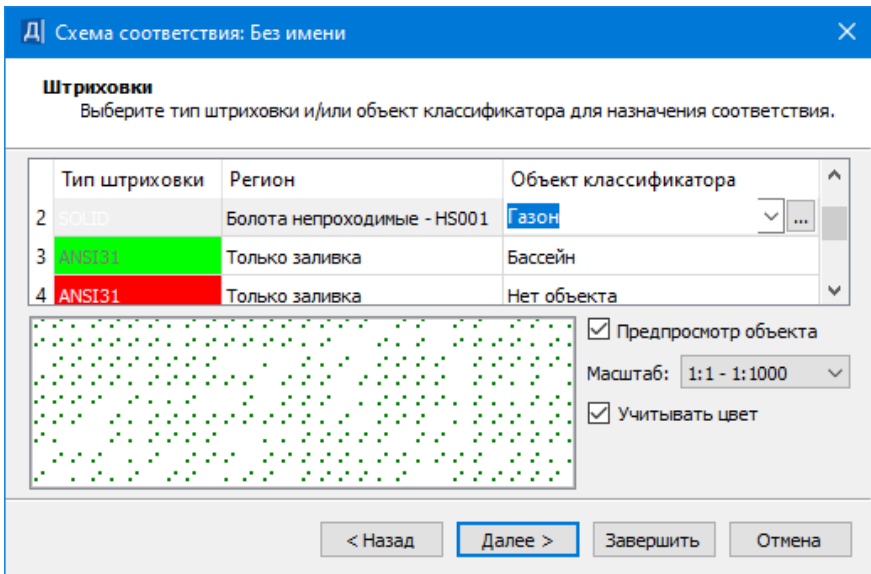 Схема соответствия: Без имени
Штриховки
Выберите тип штриховки и/или объект классификатора для назначения соответствия.
Тип штриховки Регион Объект классификатора
2 SOLID Болота непроходимые - HS001 Газон ...
3 ANSI31 Только заливка Бассейн
4 ANSI31 Только заливка Нет объекта
Предпросмотр объекта
Масштаб: 1:1 - 1:1000
Учитывать цвет
< Назад Далее > Завершить Отмена